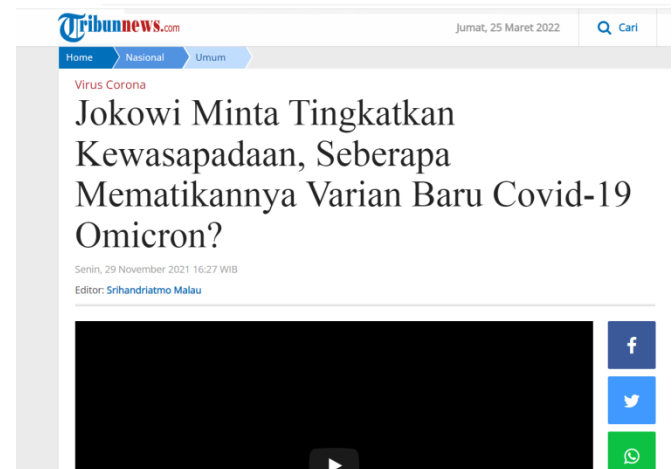 Tribunnews.com
Jumat, 25 Maret 2022
Cari
Home
Nasional
Umum
Virus Corona
Jokowi Minta Tingkatkan
Kewasapadaan, Seberapa
Mematikannya Varian Baru Covid-19
Omicron?
Senin, 29 November 2021 16:27 WIB
Editor: Srihandriatmo Malau